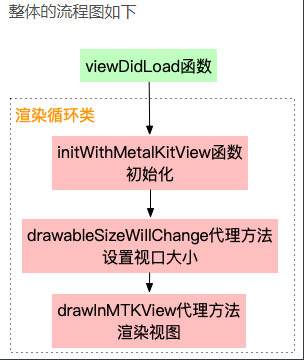 整体的流程图如下
viewDidLoad函数
渲染循环类
initWithMetalKitView函数
初始化
drawableSizeWillChange代理方法
设置视口大小
drawInMTKView代理方法
渲染视图